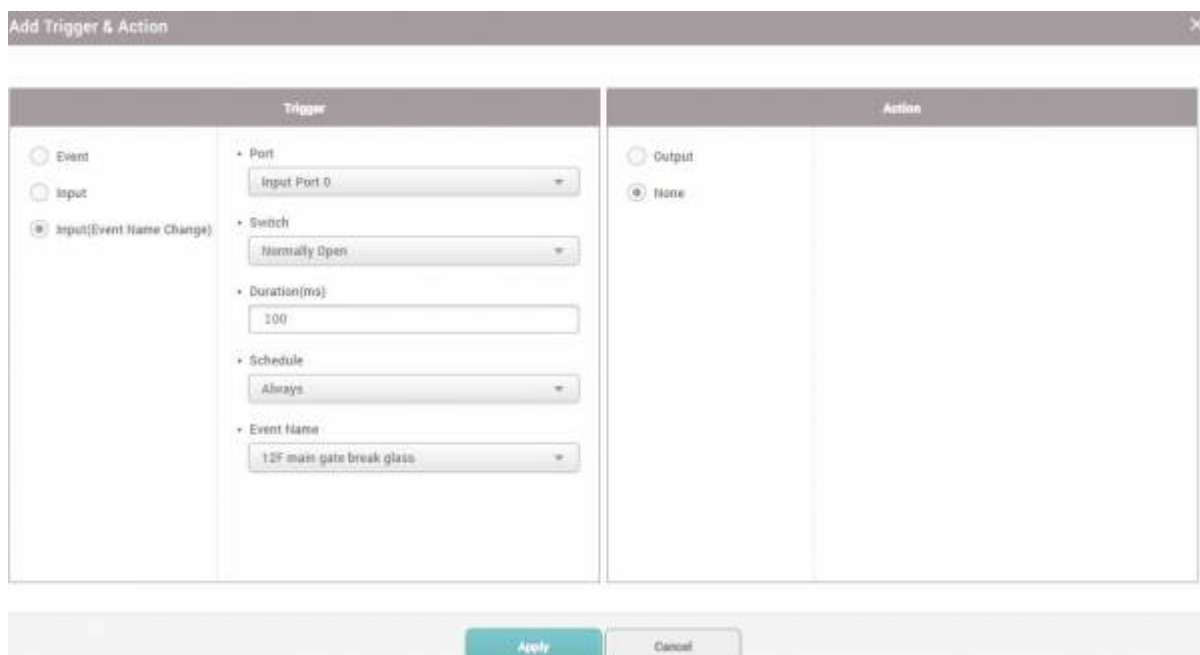 Add Trigger & Action
Trigger
Event
Input
Input(Event Name Change)
• Port
Input Port 0
• Switch
Normally Open
• Duration(ms)
100
• Schedule
Always
• Event Name
12F main gate break glass
Action
Output
None
Apply
Cancel